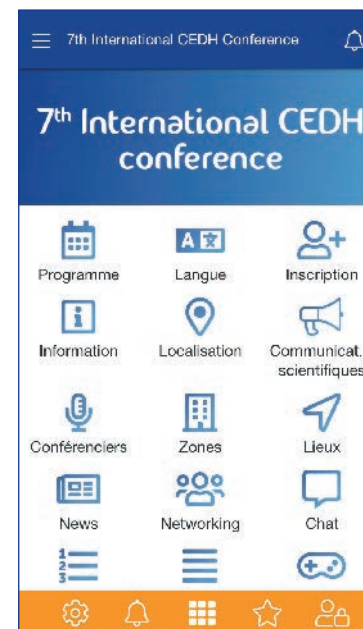 7th International CEDH Conference
7th International CEDH
conference
Programme
Langue
Inscription
Information
Localisation
Communicat.
scientifiques
Conférenciers
Zones
Lieux
News
Networking
Chat